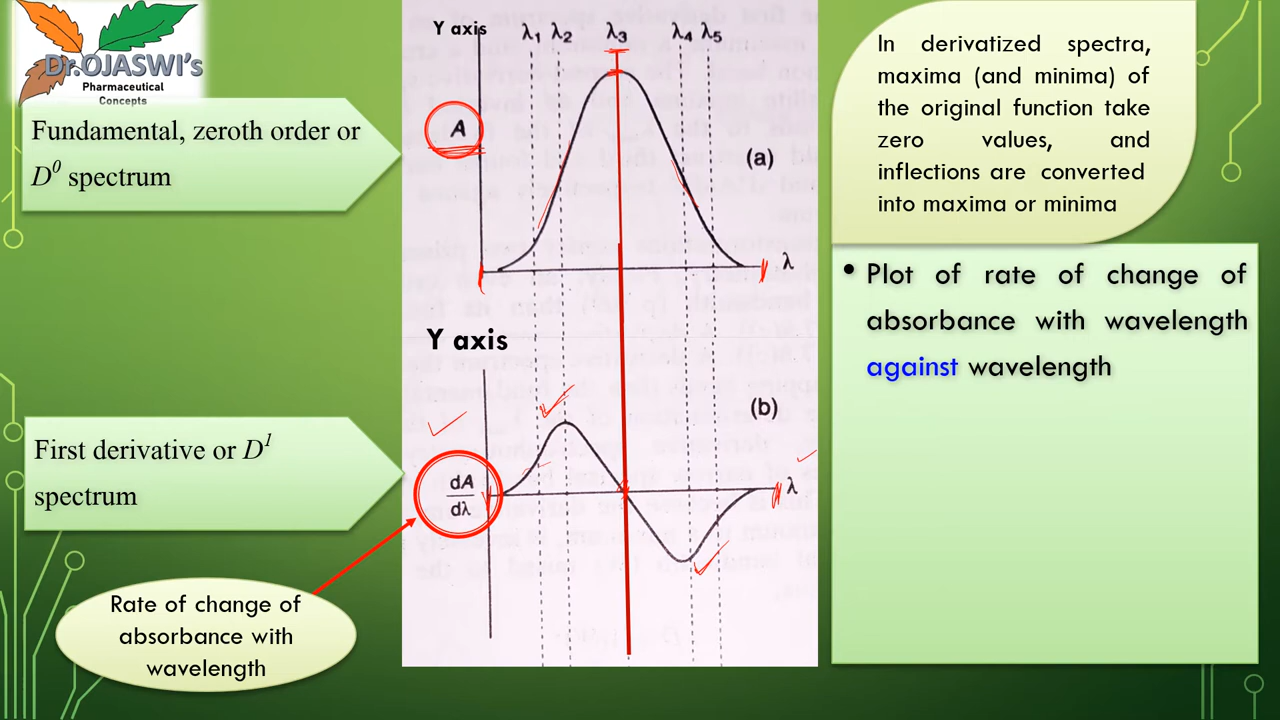 Dr.OJASWI's
Pharmaceutical
Concepts
Fundamental, zeroth order or
D⁰ spectrum
Y axis
λ₁ λ₂ λ₃ λ₄ λ₅
A
(a)
λ
Y axis
(b)
dA
dλ
λ
First derivative or D¹
spectrum
Rate of change of
absorbance with
wavelength
In derivatized spectra,
maxima (and minima) of
the original function take
zero values, and
inflections are converted
into maxima or minima
• Plot of rate of change of
absorbance with wavelength
against wavelength